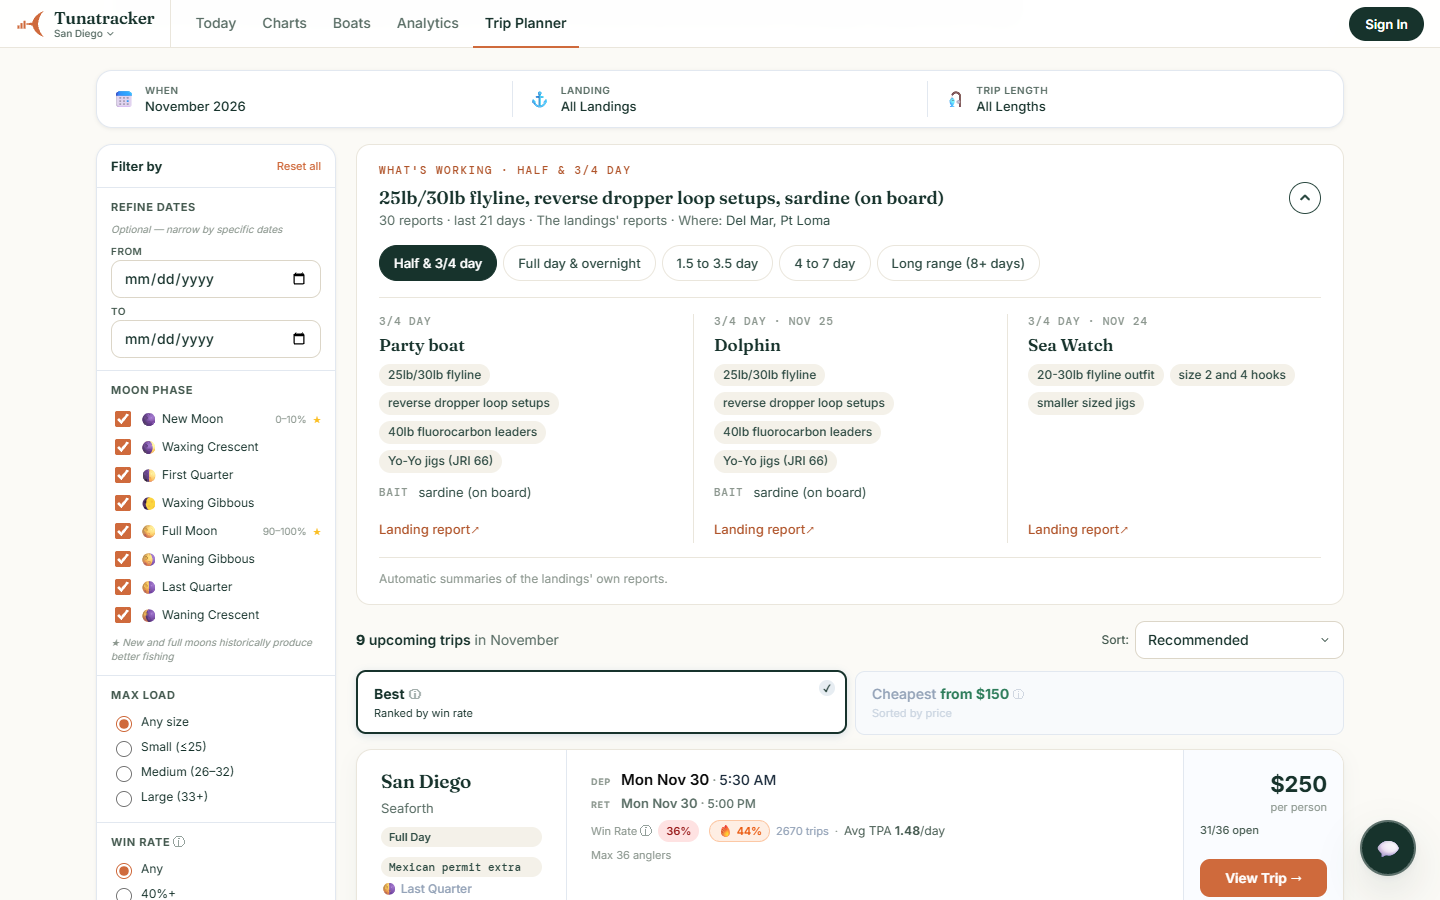 Tunatracker
San Diego
Today
Charts
Boats
Analytics
Trip Planner
Sign In
WHEN
November 2026
LANDING
All Landings
TRIP LENGTH
All Lengths
Filter by
Reset all
REFINE DATES
Optional — narrow by specific dates
FROM
mm/dd/yyyy
TO
mm/dd/yyyy
MOON PHASE
New Moon 0–10% ★
Waxing Crescent
First Quarter
Waxing Gibbous
Full Moon 90–100% ★
Waning Gibbous
Last Quarter
Waning Crescent
★ New and full moons historically produce
better fishing
MAX LOAD
Any size
Small (≤25)
Medium (26–32)
Large (33+)
WIN RATE ⓘ
Any
40%+
WHAT'S WORKING · HALF & 3/4 DAY
25lb/30lb flyline, reverse dropper loop setups, sardine (on board)
30 reports · last 21 days · The landings' reports · Where: Del Mar, Pt Loma
Half & 3/4 day
Full day & overnight
1.5 to 3.5 day
4 to 7 day
Long range (8+ days)
3/4 DAY
Party boat
25lb/30lb flyline
reverse dropper loop setups
40lb fluorocarbon leaders
Yo-Yo jigs (JRI 66)
BAIT sardine (on board)
Landing report↗
3/4 DAY · NOV 25
Dolphin
25lb/30lb flyline
reverse dropper loop setups
40lb fluorocarbon leaders
Yo-Yo jigs (JRI 66)
BAIT sardine (on board)
Landing report↗
3/4 DAY · NOV 24
Sea Watch
20-30lb flyline outfit
size 2 and 4 hooks
smaller sized jigs
Landing report↗
Automatic summaries of the landings' own reports.
9 upcoming trips in November
Sort: Recommended
Best ⓘ
Ranked by win rate
✓
Cheapest from $150 ⓘ
Sorted by price
San Diego
Seaforth
Full Day
Mexican permit extra
Last Quarter
DEP Mon Nov 30 · 5:30 AM
RET Mon Nov 30 · 5:00 PM
Win Rate ⓘ 36% 44% 2670 trips · Avg TPA 1.48/day
Max 36 anglers
$250
per person
31/36 open
View Trip →